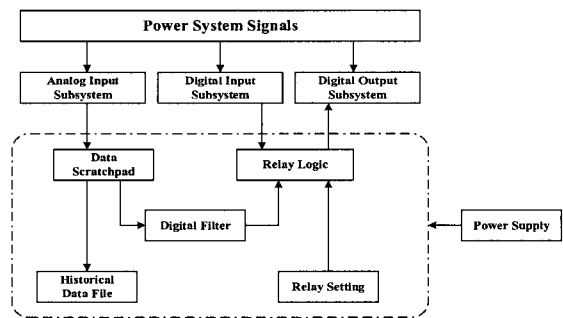 Power System Signals
Analog Input
Subsystem
Digital Input
Subsystem
Digital Output
Subsystem
Data
Scratchpad
Relay Logic
Digital Filter
Power Supply
Historical
Data File
Relay Setting